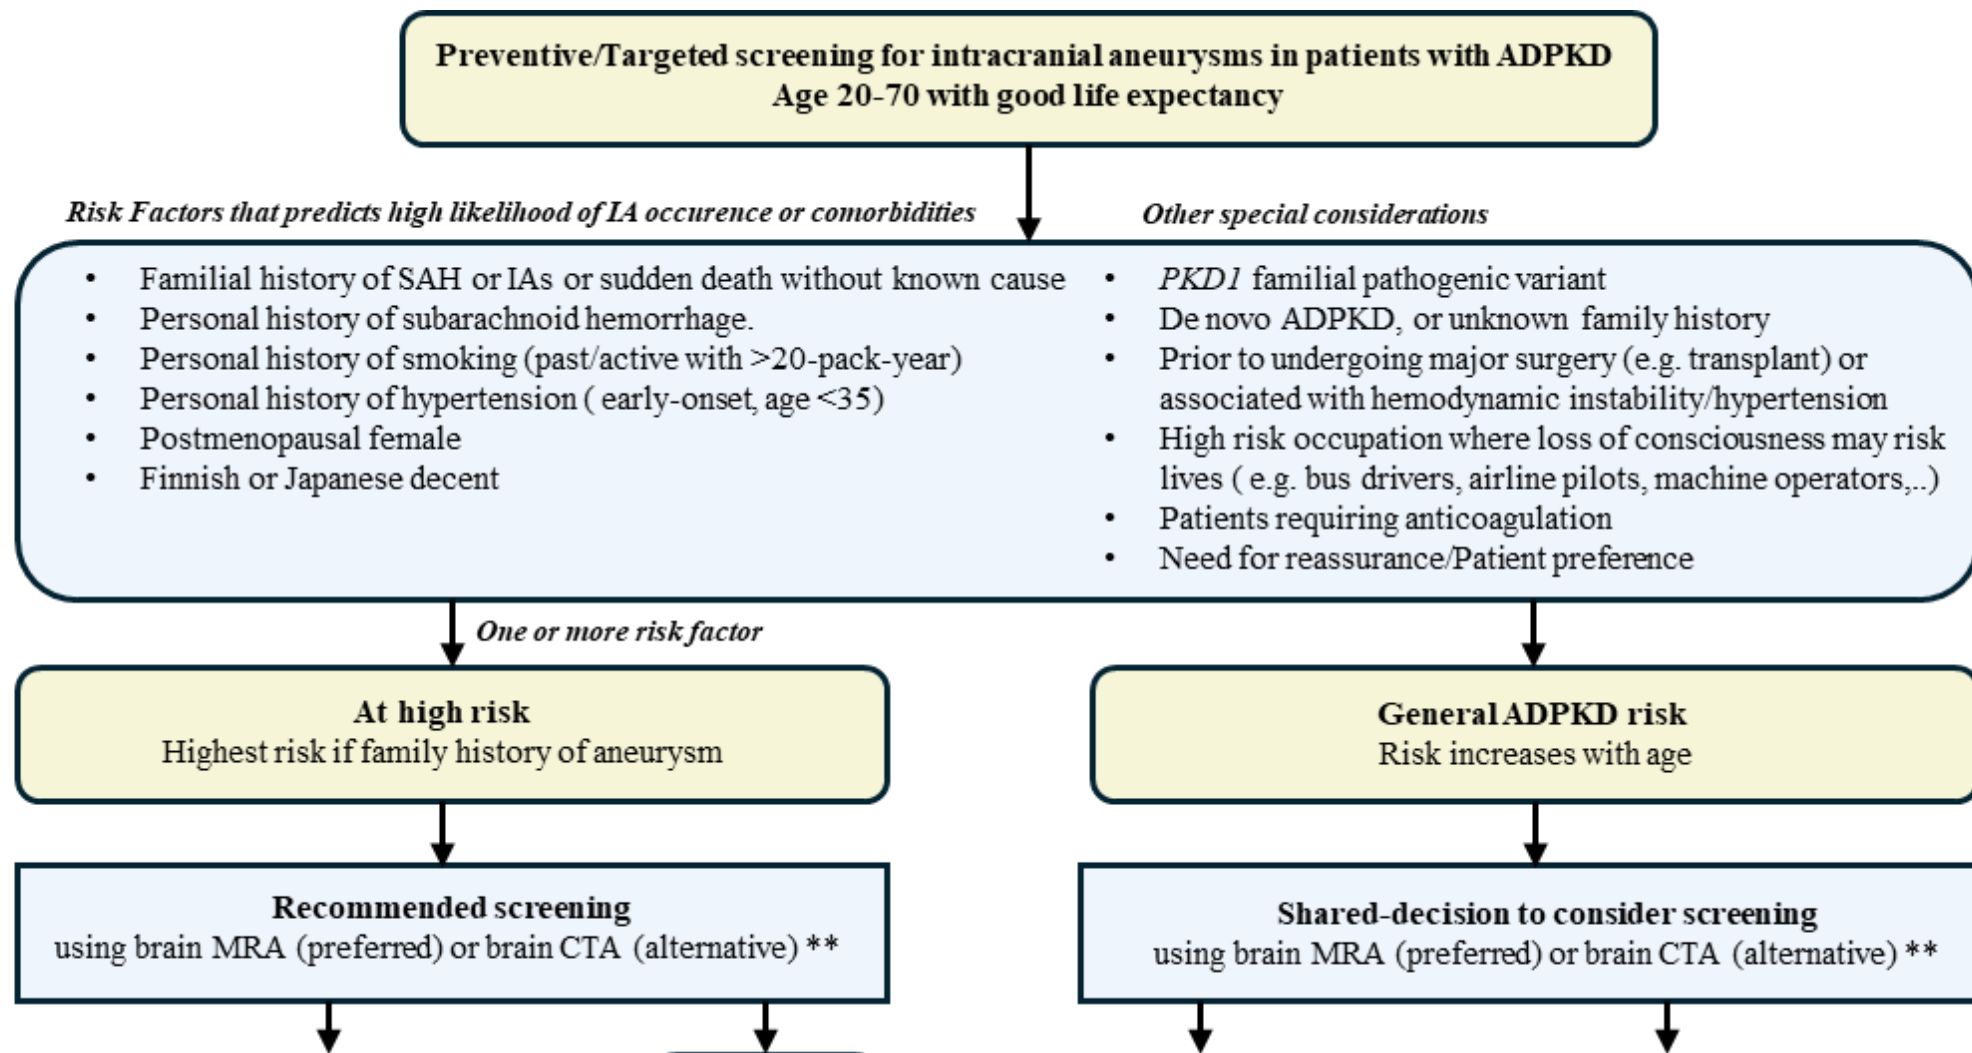 Preventive/Targeted screening for intracranial aneurysms in patients with ADPKD
Age 20-70 with good life expectancy
Risk Factors that predicts high likelihood of IA occurence or comorbidities
• Familial history of SAH or IAs or sudden death without known cause
• Personal history of subarachnoid hemorrhage.
• Personal history of smoking (past/active with >20-pack-year)
• Personal history of hypertension ( early-onset, age <35)
• Postmenopausal female
• Finnish or Japanese decent
Other special considerations
• PKD1 familial pathogenic variant
• De novo ADPKD, or unknown family history
• Prior to undergoing major surgery (e.g. transplant) or
associated with hemodynamic instability/hypertension
• High risk occupation where loss of consciousness may risk
lives ( e.g. bus drivers, airline pilots, machine operators,..)
• Patients requiring anticoagulation
• Need for reassurance/Patient preference
One or more risk factor
At high risk
Highest risk if family history of aneurysm
General ADPKD risk
Risk increases with age
Recommended screening
using brain MRA (preferred) or brain CTA (alternative) **
Shared-decision to consider screening
using brain MRA (preferred) or brain CTA (alternative) **